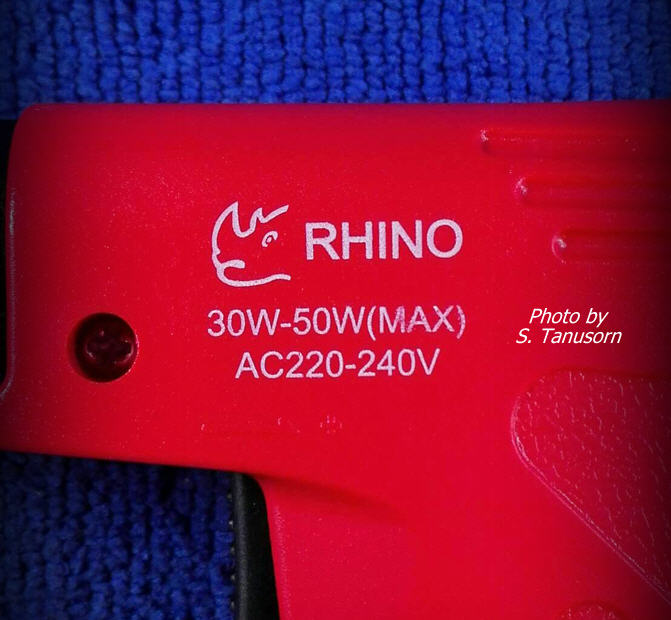 RHINO
30W-50W(MAX)
AC220-240V
Photo by
S. Tanusorn